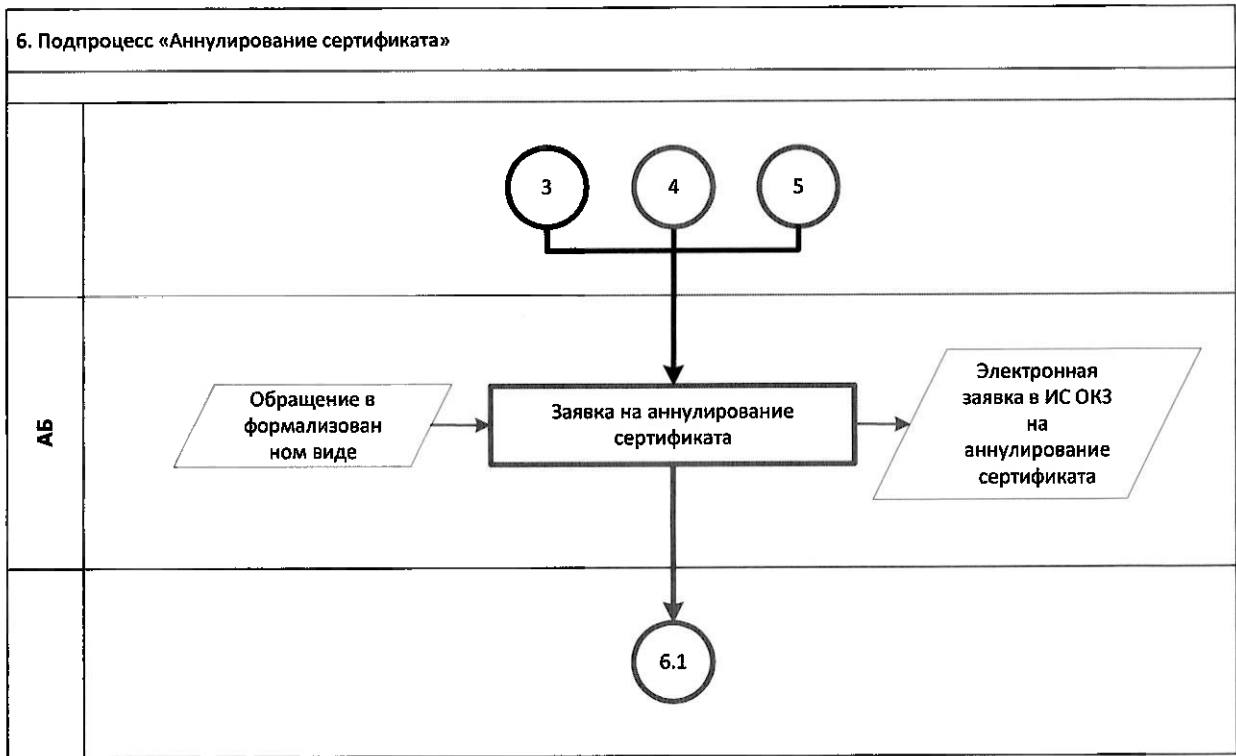 6. Подпроцесс «Аннулирование сертификата»
3
4
5
АБ
Обращение в
формализован
ном виде
Заявка на аннулирование
сертификата
Электронная
заявка в ИС ОКЗ
на
аннулирование
сертификата
6.1